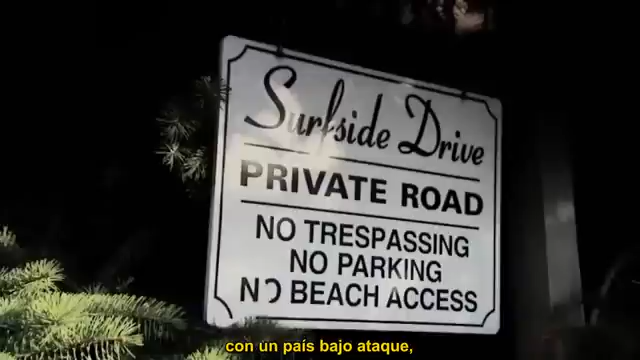 Surfside Drive
PRIVATE ROAD
NO TRESPASSING
NO PARKING
NO BEACH ACCESS
con un país bajo ataque,